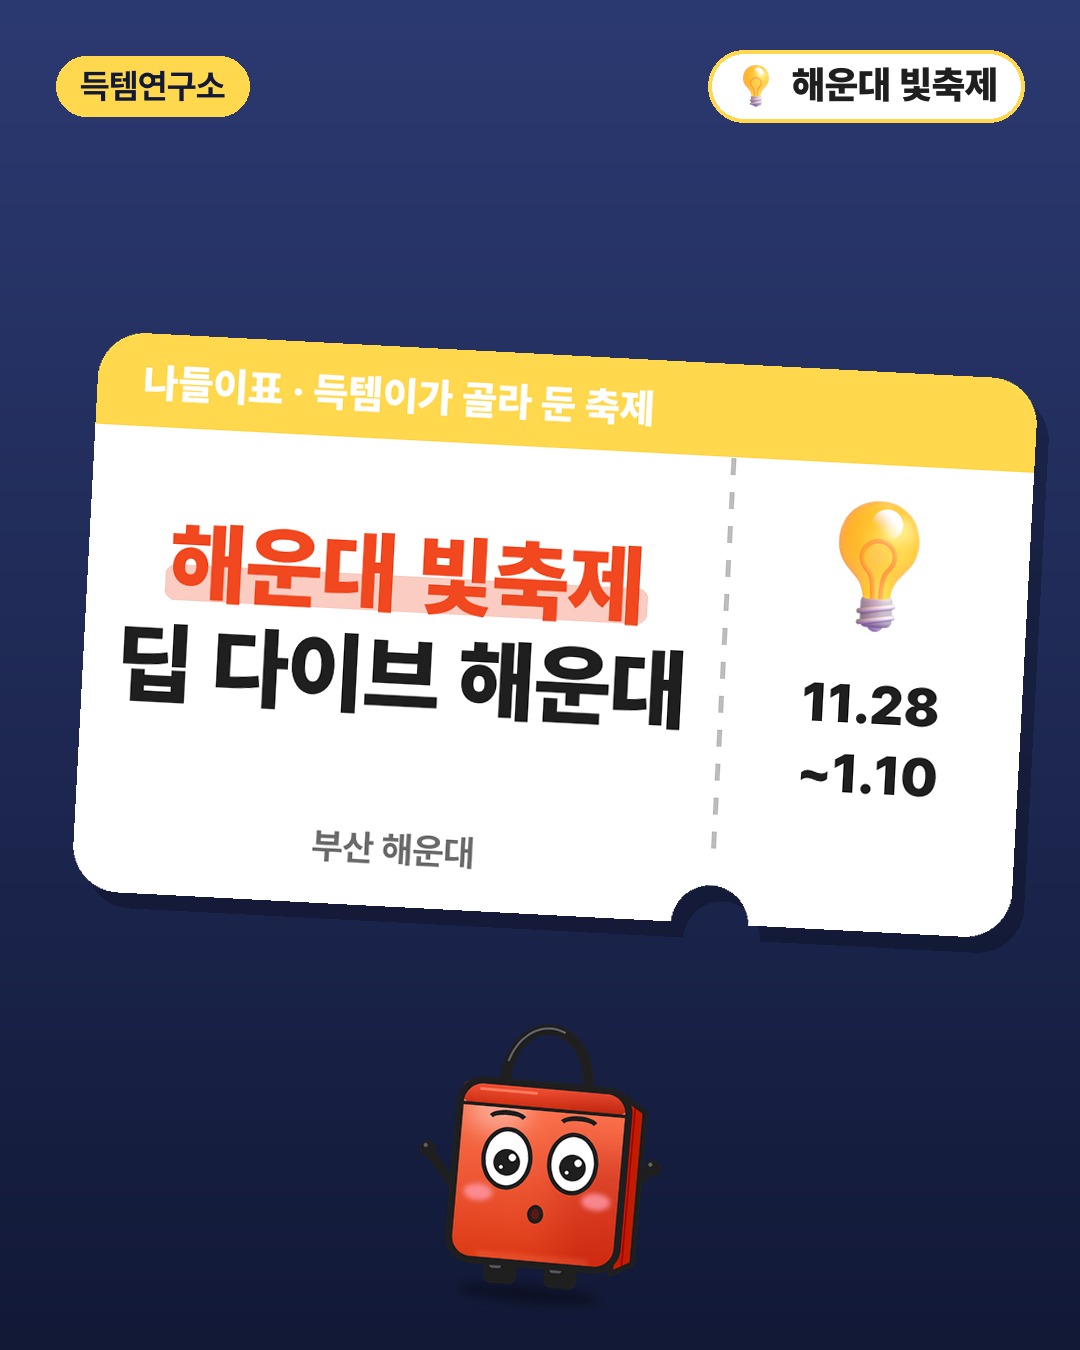 득템연구소
해운대 빛축제
나들이표 · 득템이가 골라 둔 축제
해운대 빛축제
딥 다이브 해운대
부산 해운대
11.28
~1.10